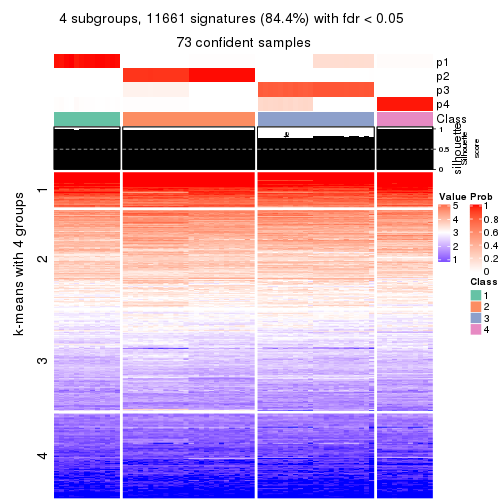 4 subgroups, 11661 signatures (84.4%) with fdr < 0.05
73 confident samples
p1
p2
p3
p4
Class
1
0.5
0
silhouette
Silhouette
score
k-means with 4 groups
1
2
3
4
Value
5
4
3
2
1
Prob
1
0.8
0.6
0.4
0.2
0
Class
1
2
3
4